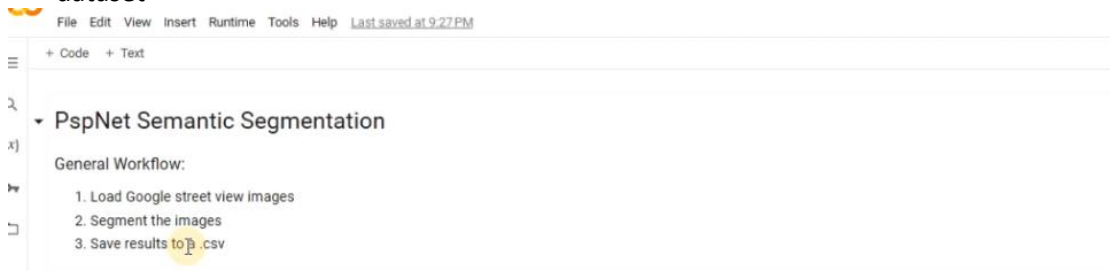 File Edit View Insert Runtime Tools Help Last saved at 9:27 PM
+ Code + Text
PspNet Semantic Segmentation
General Workflow:
1. Load Google street view images
2. Segment the images
3. Save results to a .csv